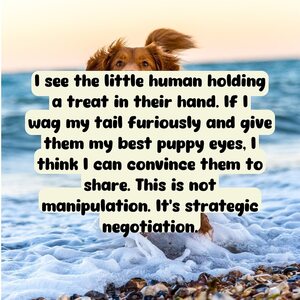 I see the little human holding
a treat in their hand. If I
wag my tail furiously and give
them my best puppy eyes, I
think I can convince them to
share. This is not
manipulation. It's strategic
negotiation.